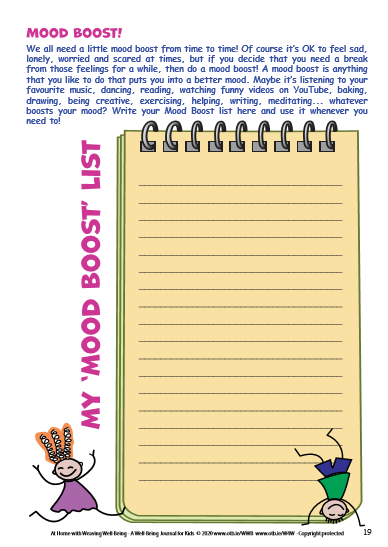 MOOD BOOST!
We all need a little mood boost from time to time! Of course it's OK to feel sad,
lonely, worried and scared at times, but if you decide that you need a break
from those feelings for a while, then do a mood boost! A mood boost is anything
that you like to do that puts you into a better mood. Maybe it's listening to your
favourite music, dancing, reading, watching funny videos on YouTube, baking,
drawing, being creative, exercising, helping, writing, meditating... whatever
boosts your mood? Write your Mood Boost list here and use it whenever you
need to!
MY 'MOOD BOOST' LIST
At Home with Weaving Well-Being - A Well-Being Journal for Kids © 2020 www.otb.ie/WWB www.otb.ie/WHW - Copyright protected
19